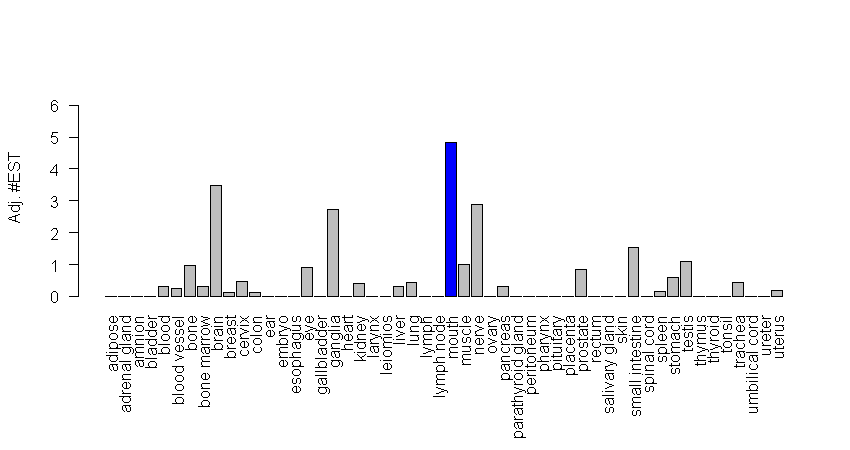 Adj. #EST
6
5
4
3
2
1
0
adipose
adrenal gland
amnion
bladder
blood
blood vessel
bone
bone marrow
brain
breast
cervix
colon
ear
embryo
esophagus
eye
gallbladder
ganglia
heart
kidney
larynx
leiomios
liver
lung
lymph
lymph node
mouth
muscle
nerve
ovary
pancreas
parathyroid gland
peritoneum
pharynx
pituitary
placenta
prostate
rectum
salivary gland
skin
small intestine
spinal cord
spleen
stomach
testis
thymus
thyroid
tonsil
trachea
umbilical cord
ureter
uterus